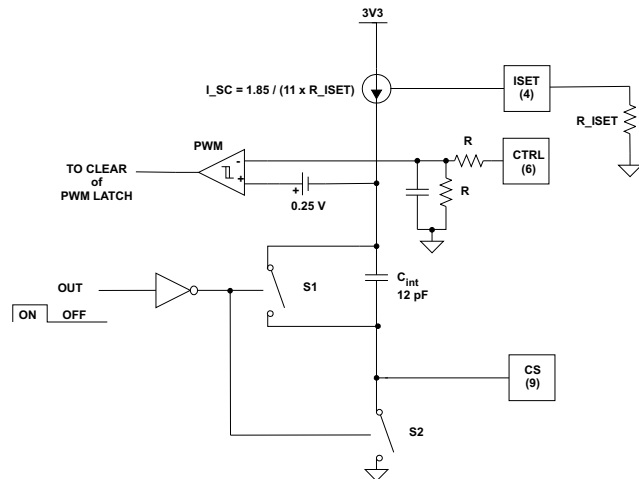 3V3
I_SC = 1.85 / (11 x R_ISET)
ISET
(4)
R_ISET
PWM
R
CTRL
(6)
-
+
TO CLEAR
of
PWM LATCH
+
0.25 V
R
OUT
ON
OFF
S1
Cint
12 pF
CS
(9)
S2